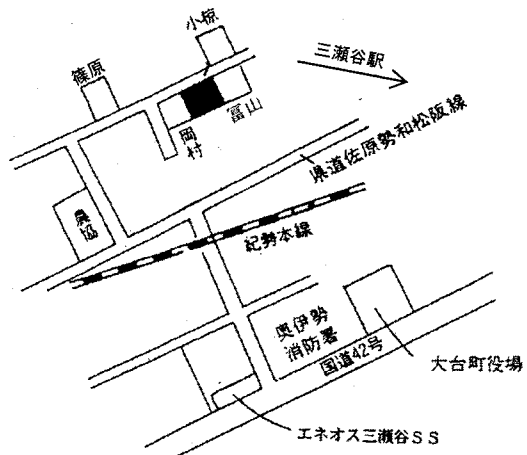 小椋
三瀬谷駅
篠原
冨山
岡村
県道佐原勢和松阪線
農協
紀勢本線
奥伊勢
消防署
国道42号
大台町役場
エネオス三瀬谷SS